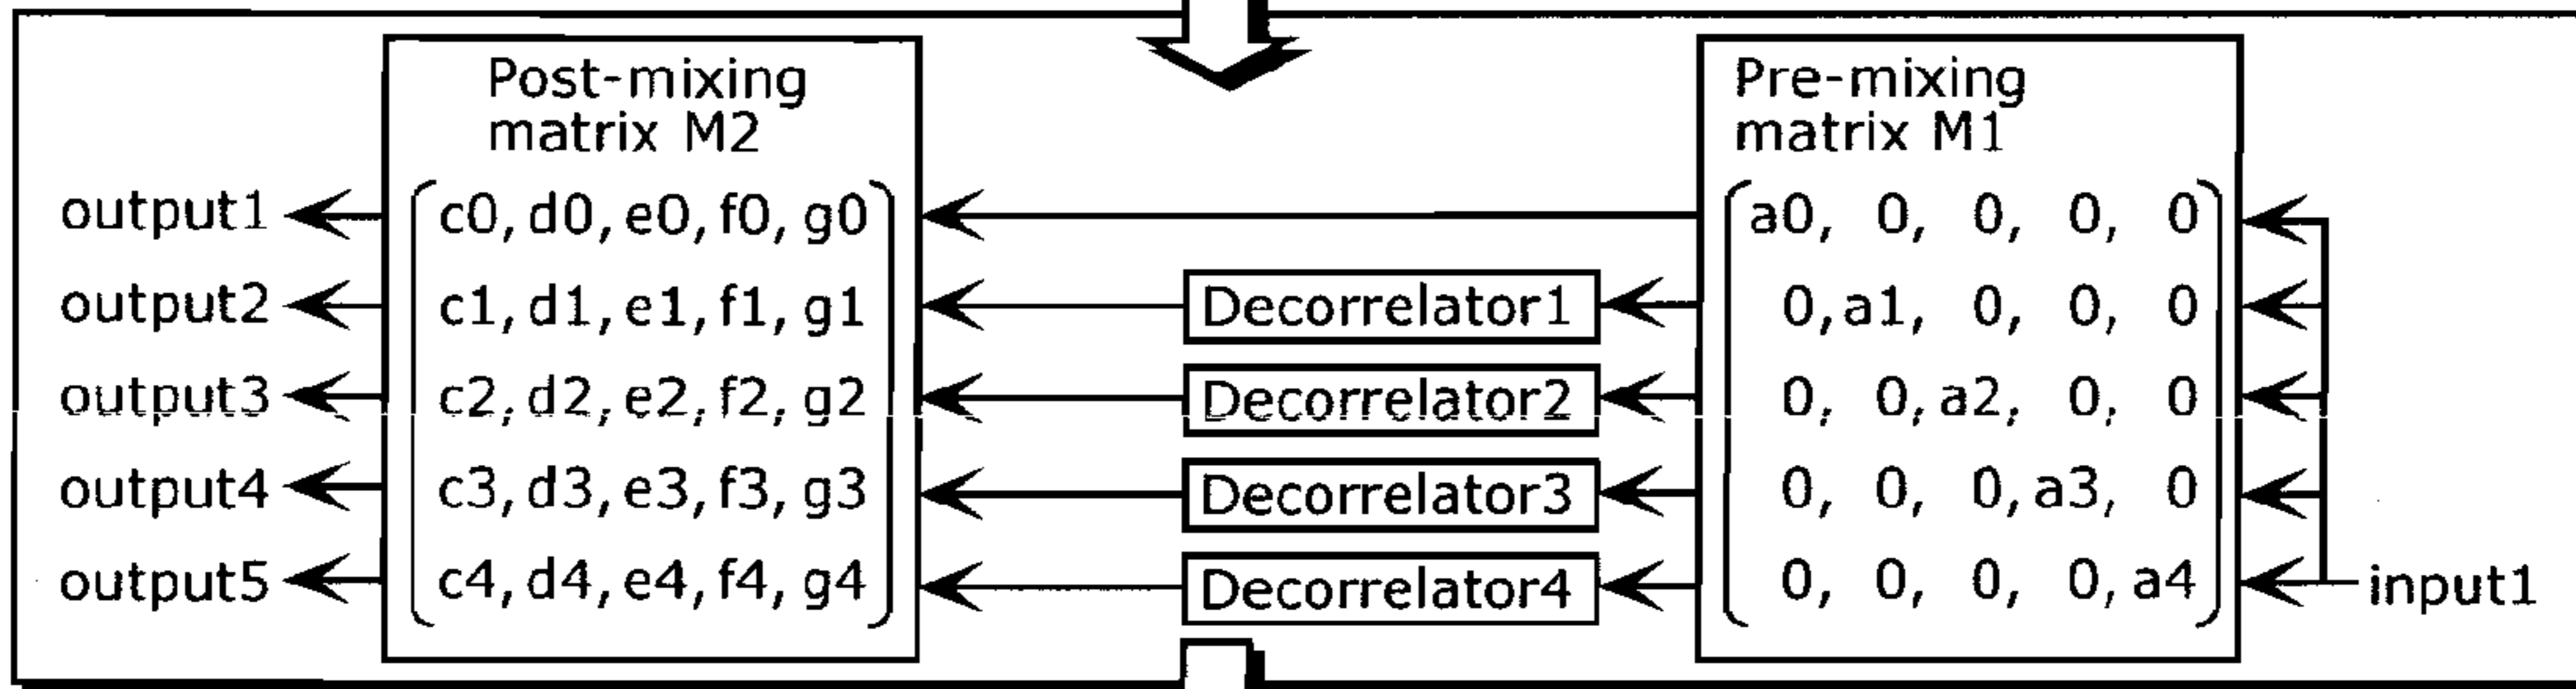 Post-mixing
matrix M2
Pre-mixing
matrix M1
output1
c0, d0, e0, f0, g0
a0, 0, 0, 0, 0
output2
c1, d1, e1, f1, g1
Decorrelator1
0, a1, 0, 0, 0
output3
c2, d2, e2, f2, g2
Decorrelator2
0, 0, a2, 0, 0
output4
c3, d3, e3, f3, g3
Decorrelator3
0, 0, 0, a3, 0
output5
c4, d4, e4, f4, g4
Decorrelator4
0, 0, 0, 0, a4
input1